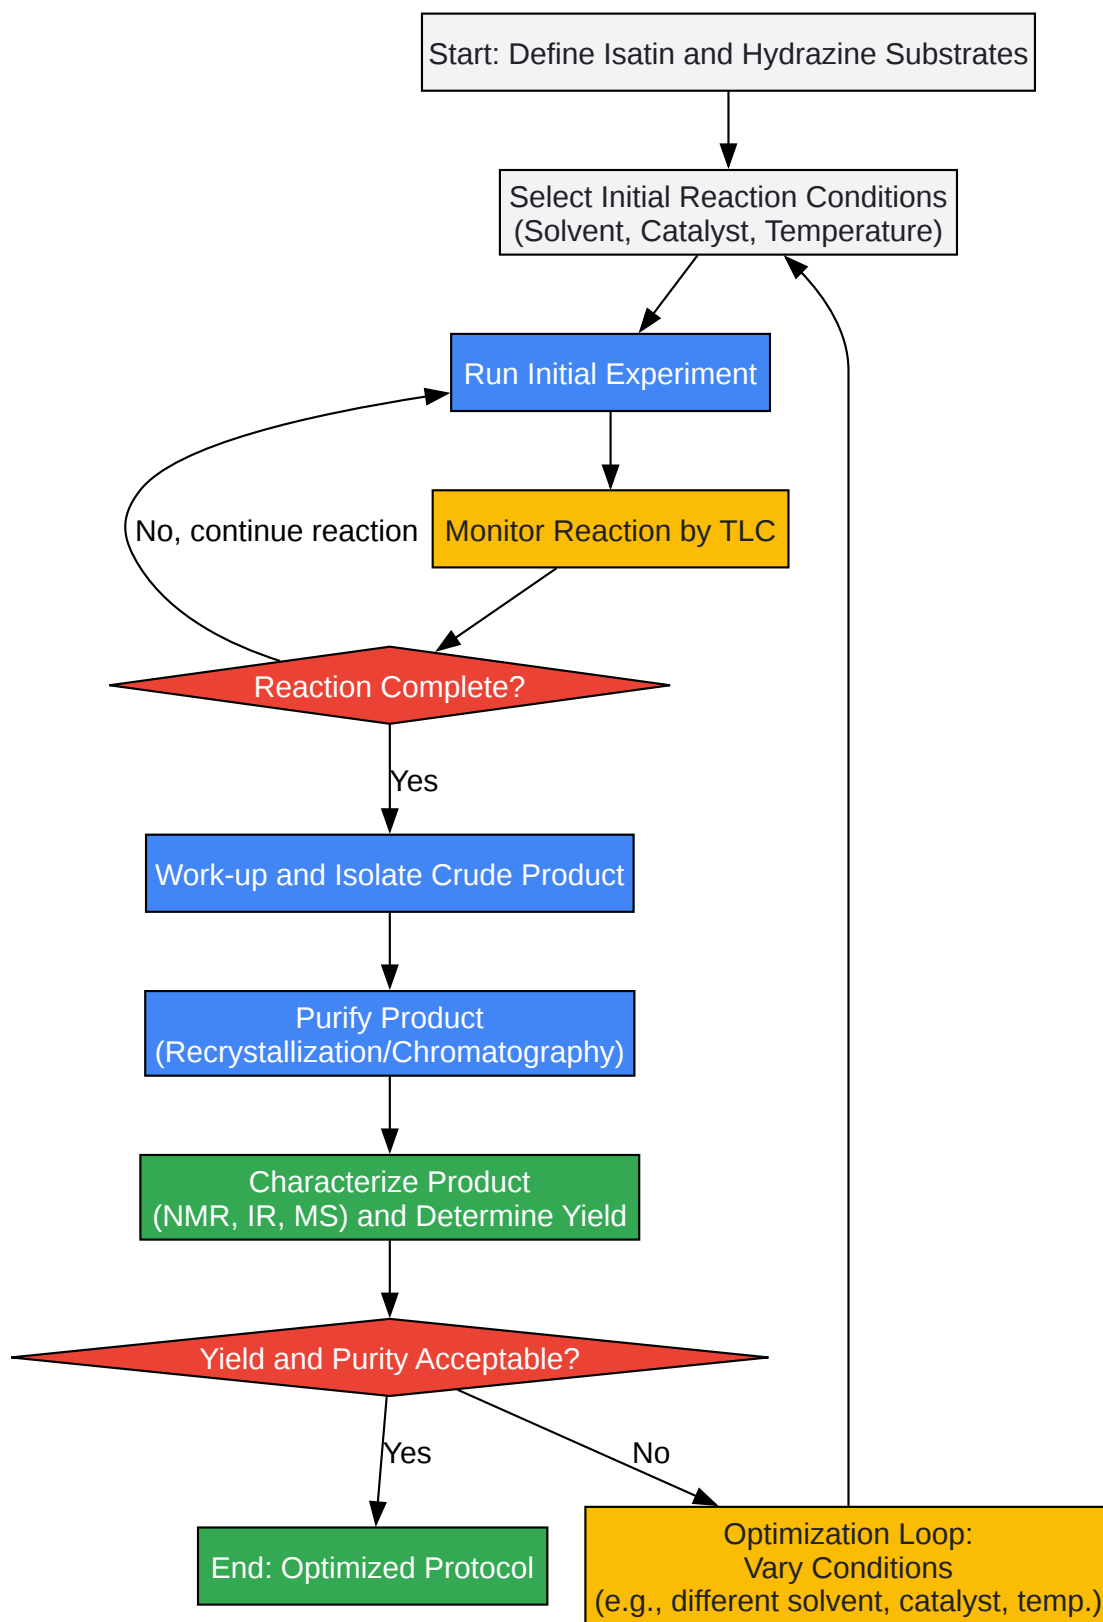 Start: Define Isatin and Hydrazine Substrates
Select Initial Reaction Conditions
(Solvent, Catalyst, Temperature)
Run Initial Experiment
No, continue reaction
Monitor Reaction by TLC
Reaction Complete?
Yes
Work-up and Isolate Crude Product
Purify Product
(Recrystallization/Chromatography)
Characterize Product
(NMR, IR, MS) and Determine Yield
Yield and Purity Acceptable?
Yes
No
End: Optimized Protocol
Optimization Loop:
Vary Conditions
(e.g., different solvent, catalyst, temp.)